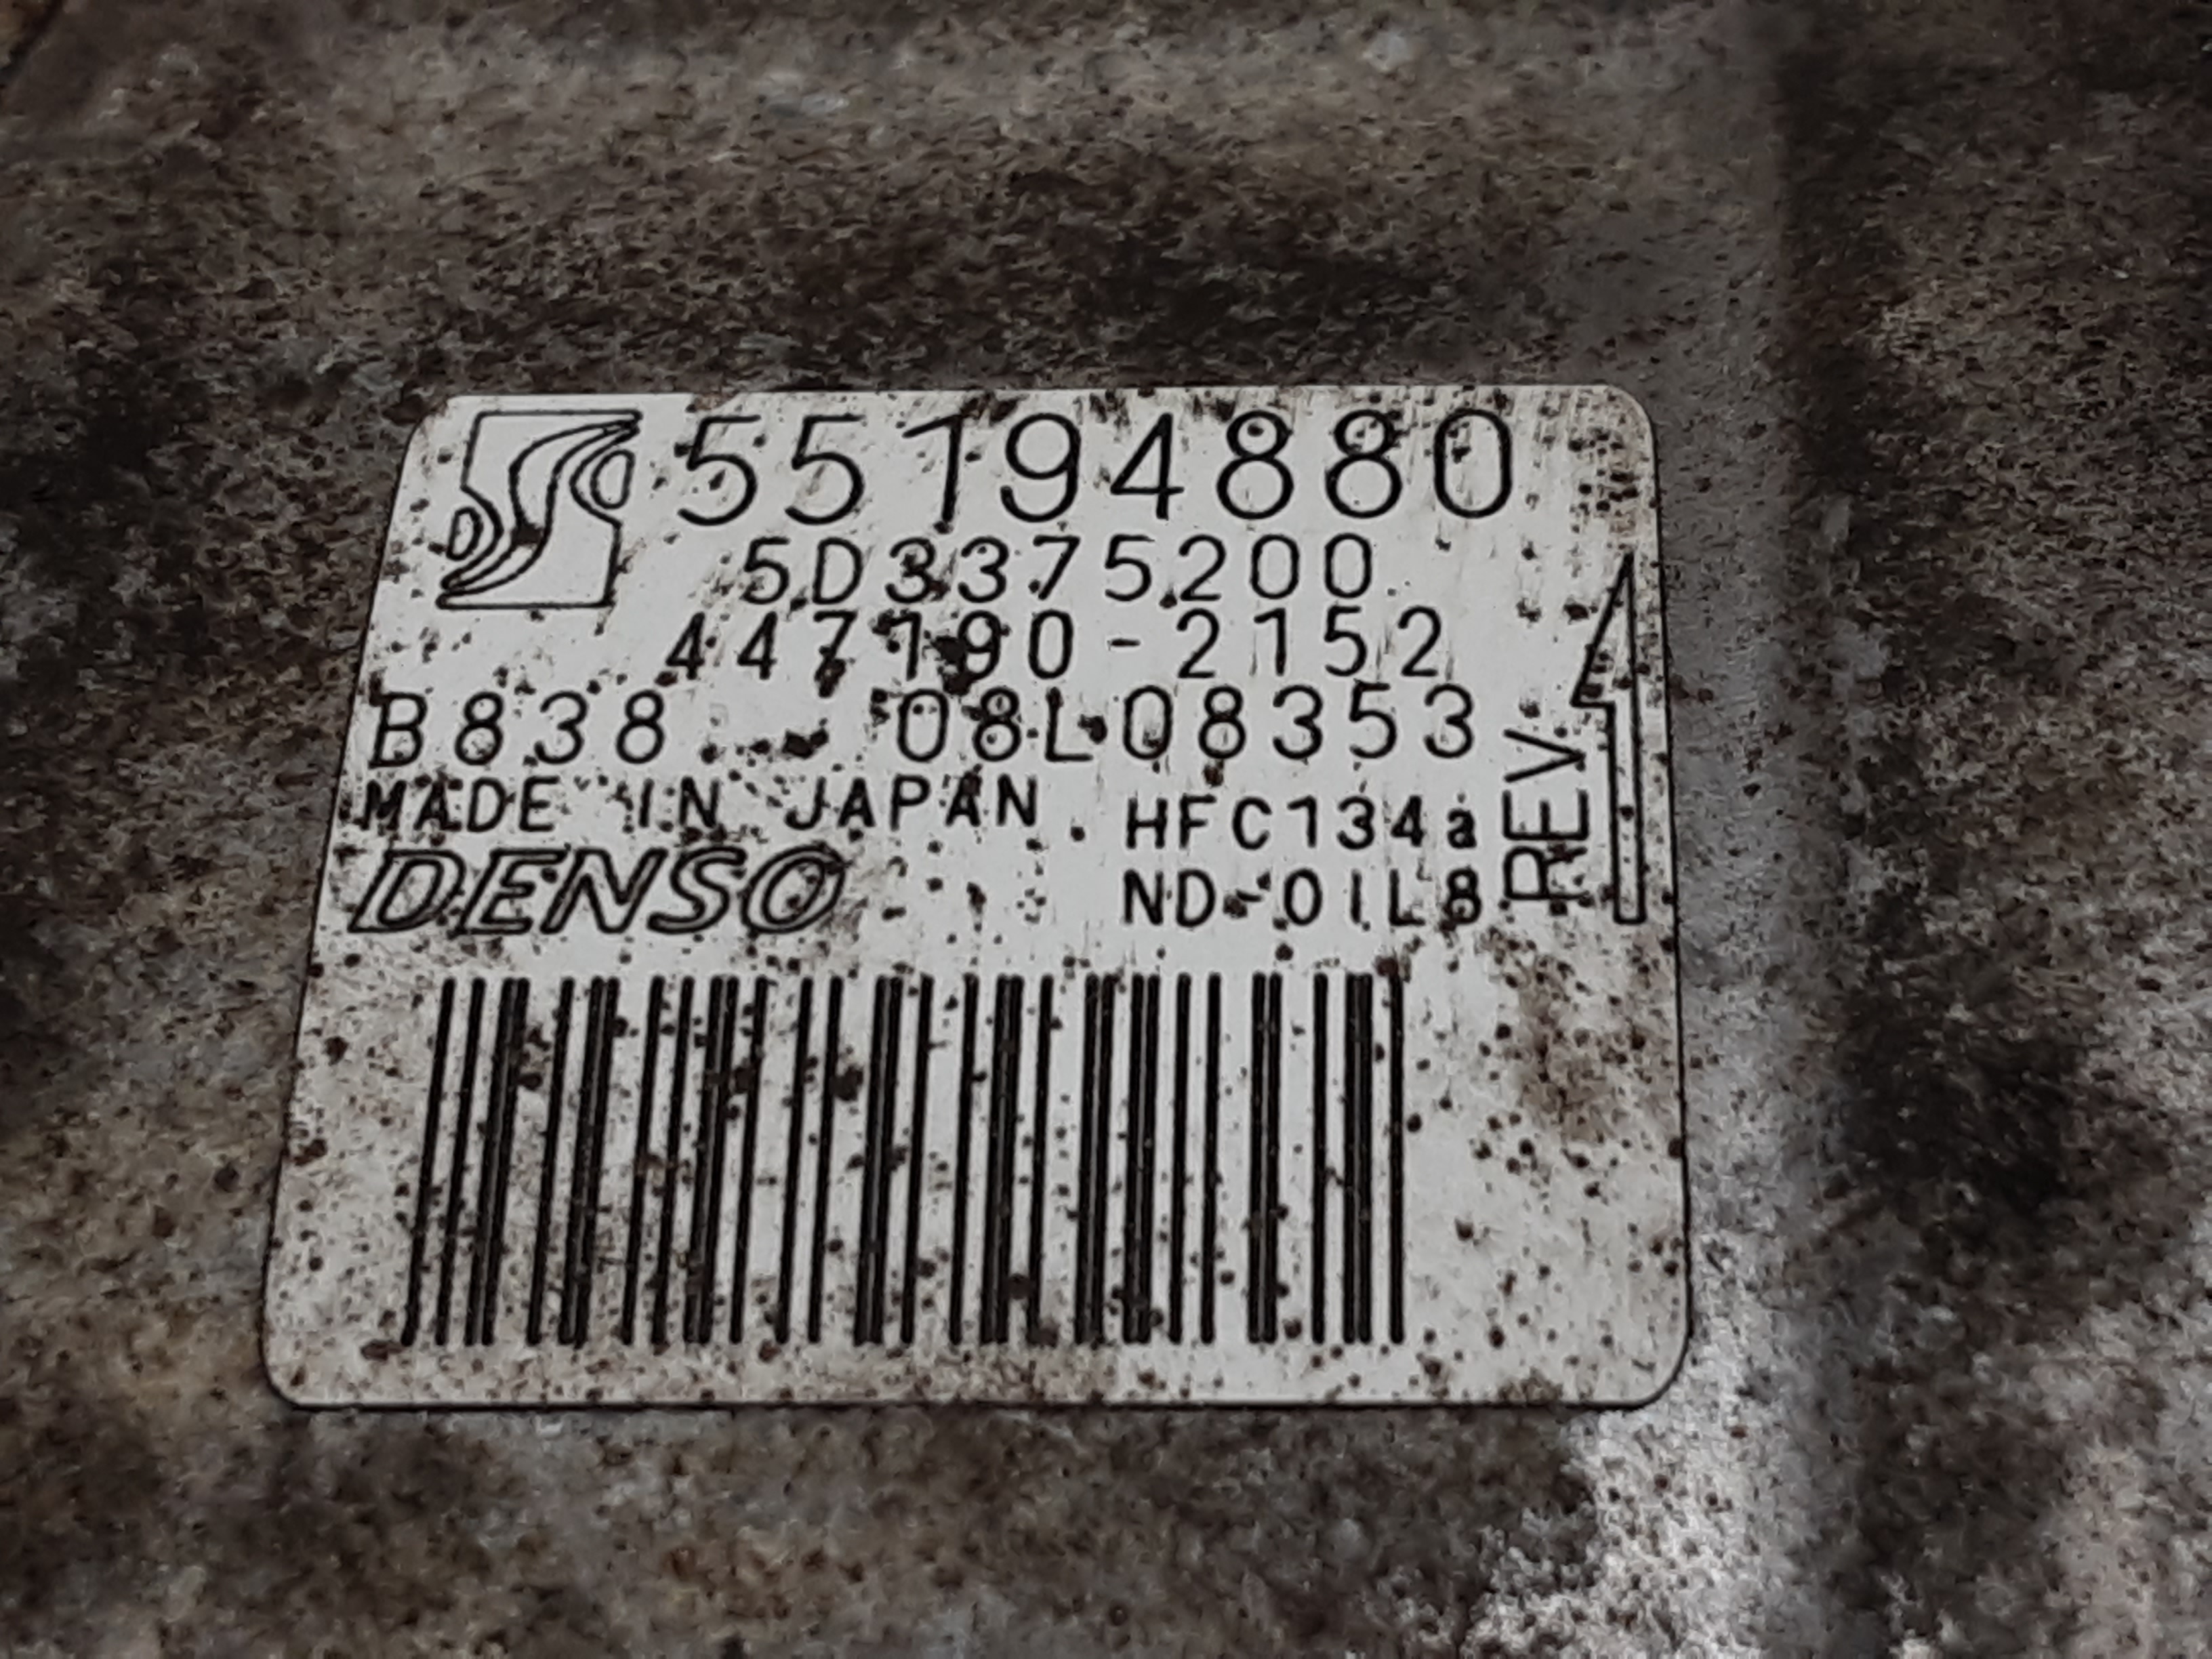 55194880
5D3375200
447190-2152
B838 08L08353
MADE IN JAPAN HFC134a
DENSO ND-OIL8
REV